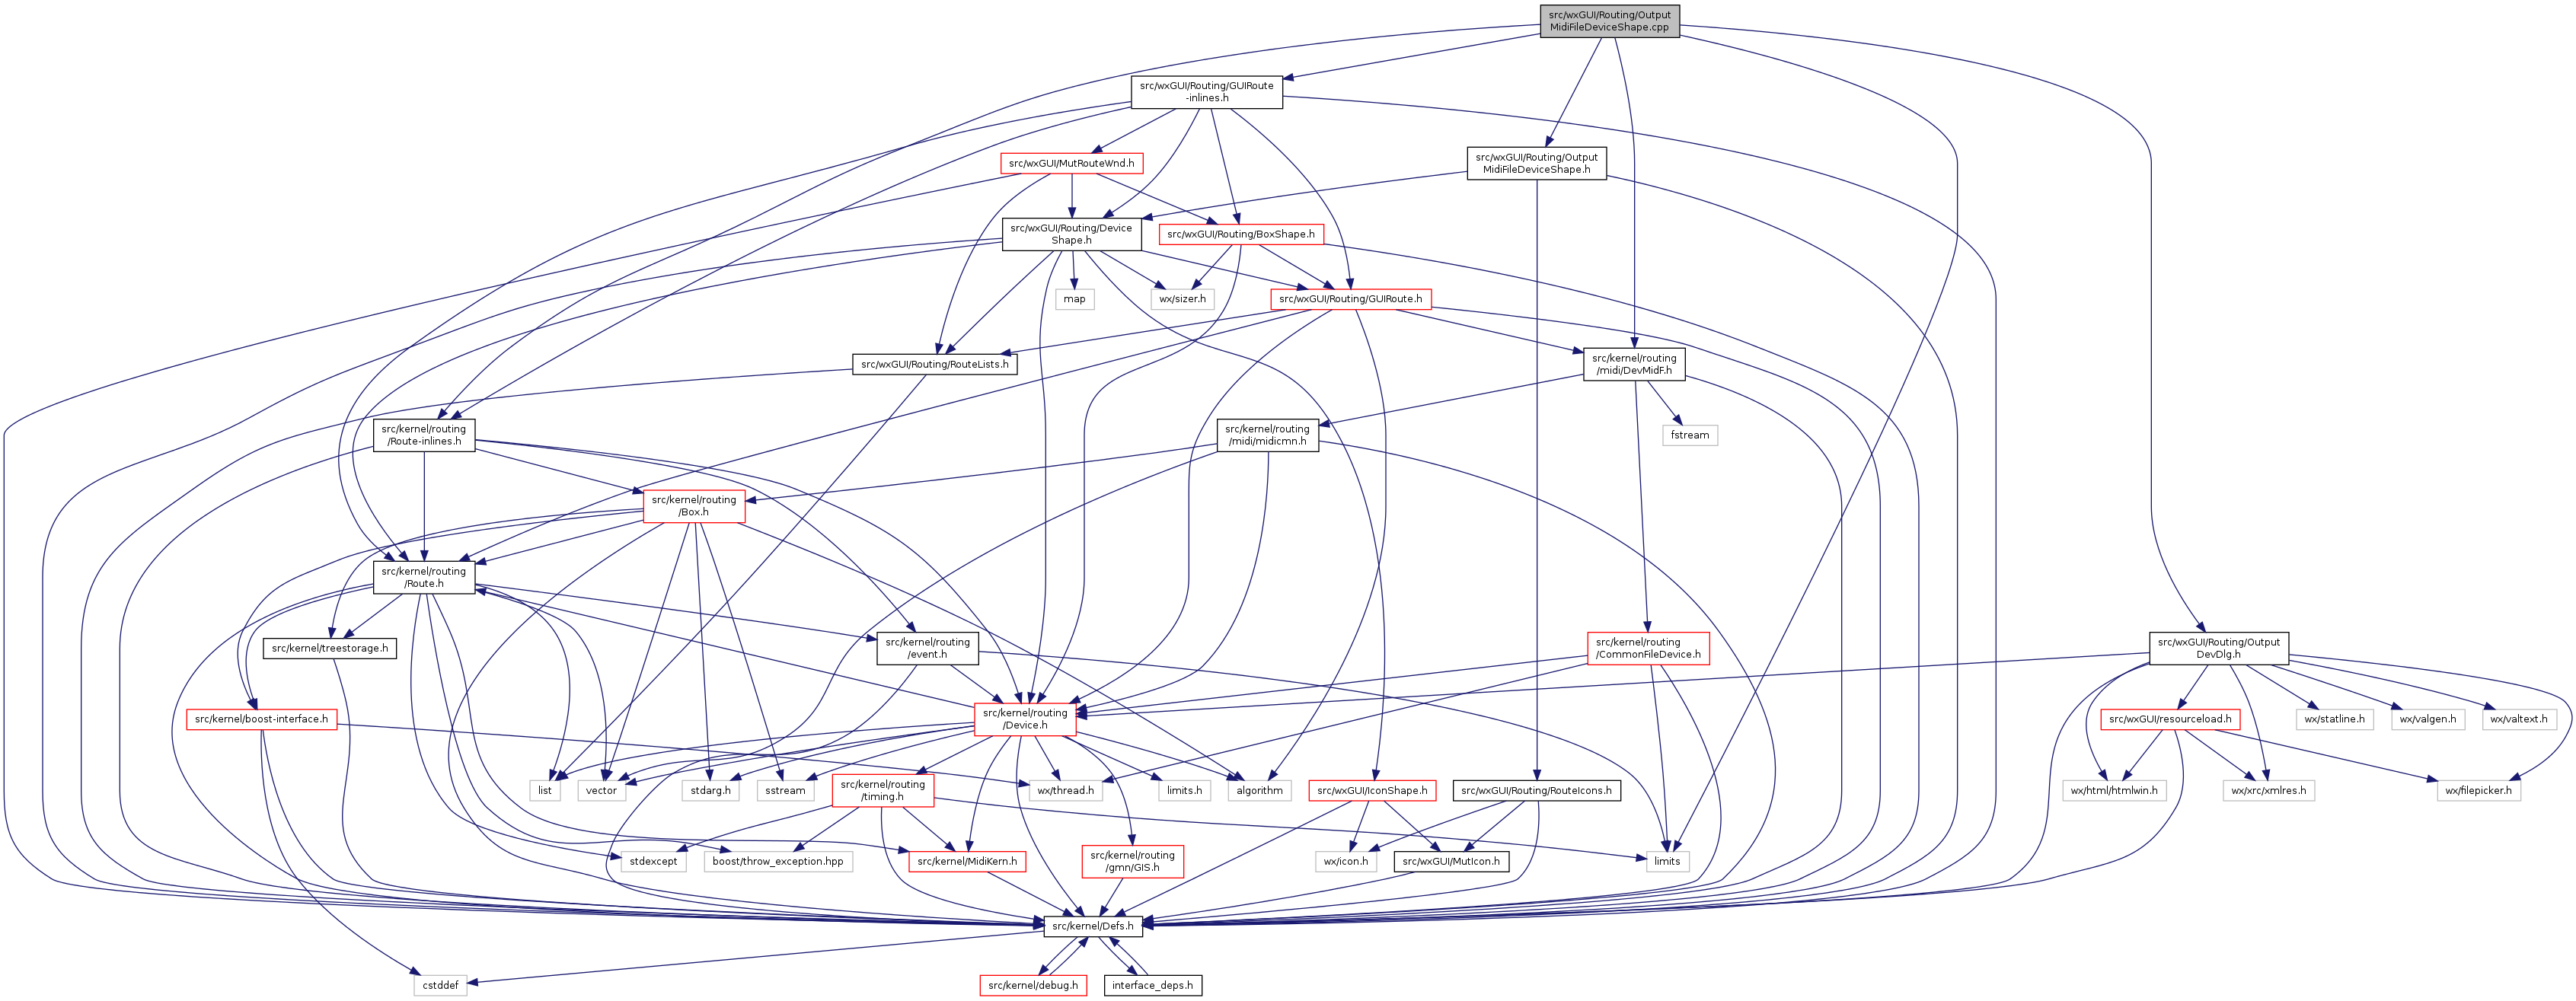 src/wxGUI/Routing/Output
MidiFileDeviceShape.cpp
src/wxGUI/Routing/GUIRoute
-inlines.h
src/wxGUI/MutRouteWnd.h
src/wxGUI/Routing/Output
MidiFileDeviceShape.h
src/wxGUI/Routing/Device
Shape.h
src/wxGUI/Routing/BoxShape.h
map
wx/sizer.h
src/wxGUI/Routing/GUIRoute.h
src/wxGUI/Routing/RouteLists.h
src/kernel/routing
/midi/DevMidF.h
src/kernel/routing
/Route-inlines.h
src/kernel/routing
/midi/midicmn.h
fstream
src/kernel/routing
/Box.h
src/kernel/routing
/Route.h
src/kernel/treestorage.h
src/kernel/routing
/event.h
src/kernel/routing
/CommonFileDevice.h
src/wxGUI/Routing/Output
DevDlg.h
src/kernel/boost-interface.h
src/kernel/routing
/Device.h
src/wxGUI/resourceload.h
wx/statline.h
wx/valgen.h
wx/valtext.h
list
vector
stdarg.h
sstream
src/kernel/routing
/timing.h
wx/thread.h
limits.h
algorithm
src/wxGUI/IconShape.h
src/wxGUI/Routing/RouteIcons.h
wx/html/htmlwin.h
wx/xrc/xmlres.h
wx/filepicker.h
stdexcept
boost/throw_exception.hpp
src/kernel/MidiKern.h
src/kernel/routing
/gmn/GIS.h
wx/icon.h
src/wxGUI/MutIcon.h
limits
src/kernel/Defs.h
cstddef
src/kernel/debug.h
interface_deps.h